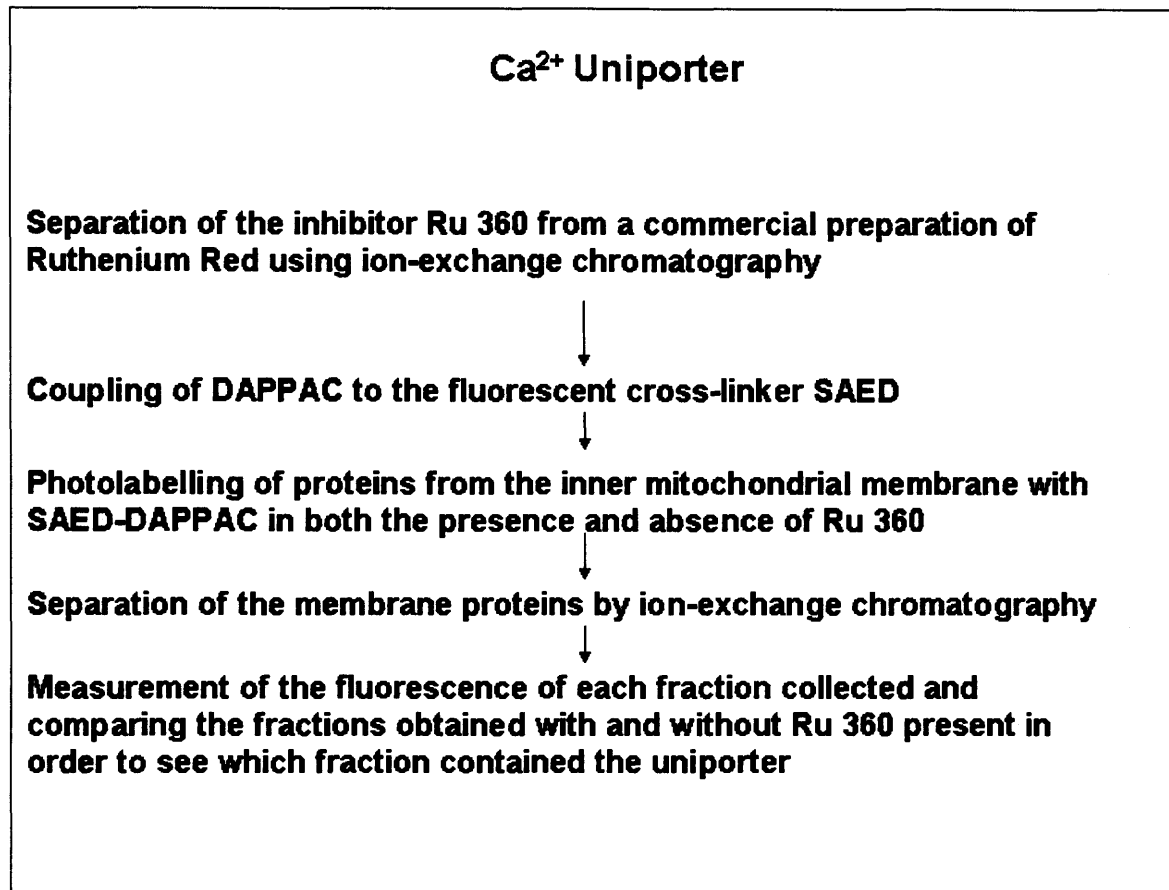 Ca²⁺ Uniporter
Separation of the inhibitor Ru 360 from a commercial preparation of
Ruthenium Red using ion-exchange chromatography
Coupling of DAPPAC to the fluorescent cross-linker SAED
Photolabelling of proteins from the inner mitochondrial membrane with
SAED-DAPPAC in both the presence and absence of Ru 360
Separation of the membrane proteins by ion-exchange chromatography
Measurement of the fluorescence of each fraction collected and
comparing the fractions obtained with and without Ru 360 present in
order to see which fraction contained the uniporter